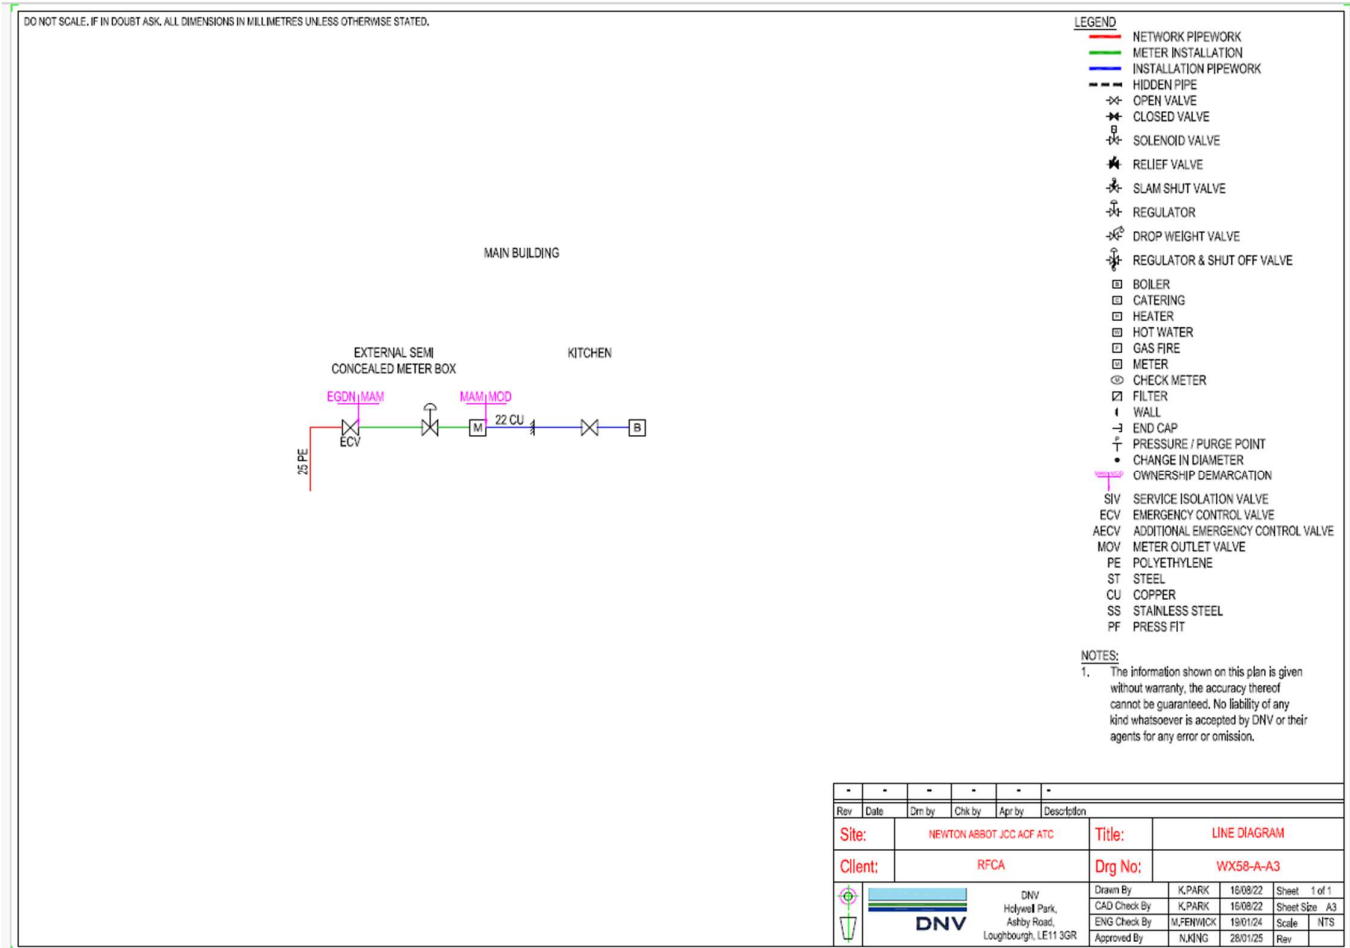 DO NOT SCALE. IF IN DOUBT ASK. ALL DIMENSIONS IN MILLIMETRES UNLESS OTHERWISE STATED.
MAIN BUILDING
EXTERNAL SEMI
CONCEALED METER BOX
KITCHEN
EGDN MAM
MAM MOD
22 CU
M
B
ECV
25 PE
LEGEND
NETWORK PIPEWORK
METER INSTALLATION
INSTALLATION PIPEWORK
HIDDEN PIPE
OPEN VALVE
CLOSED VALVE
SOLENOID VALVE
RELIEF VALVE
SLAM SHUT VALVE
REGULATOR
DROP WEIGHT VALVE
REGULATOR & SHUT OFF VALVE
B BOILER
C CATERING
H HEATER
W HOT WATER
F GAS FIRE
M METER
M CHECK METER
FILTER
WALL
END CAP
P PRESSURE / PURGE POINT
CHANGE IN DIAMETER
OWNERSHIP DEMARCATION
SIV SERVICE ISOLATION VALVE
ECV EMERGENCY CONTROL VALVE
AECV ADDITIONAL EMERGENCY CONTROL VALVE
MOV METER OUTLET VALVE
PE POLYETHYLENE
ST STEEL
CU COPPER
SS STAINLESS STEEL
PF PRESS FIT
NOTES:
1. The information shown on this plan is given
without warranty, the accuracy thereof
cannot be guaranteed. No liability of any
kind whatsoever is accepted by DNV or their
agents for any error or omission.
- - - - - -
Rev Date Drn by Chk by Apr by Description
Site: NEWTON ABBOT JCC ACF ATC Title: LINE DIAGRAM
Client: RFCA Drg No: WX58-A-A3
DNV
DNV
Holywell Park,
Ashby Road,
Loughbourgh, LE11 3GR
Drawn By K.PARK 16/08/22 Sheet 1 of 1
CAD Check By K.PARK 16/08/22 Sheet Size A3
ENG Check By M.FENWICK 19/01/24 Scale NTS
Approved By N.KING 28/01/25 Rev